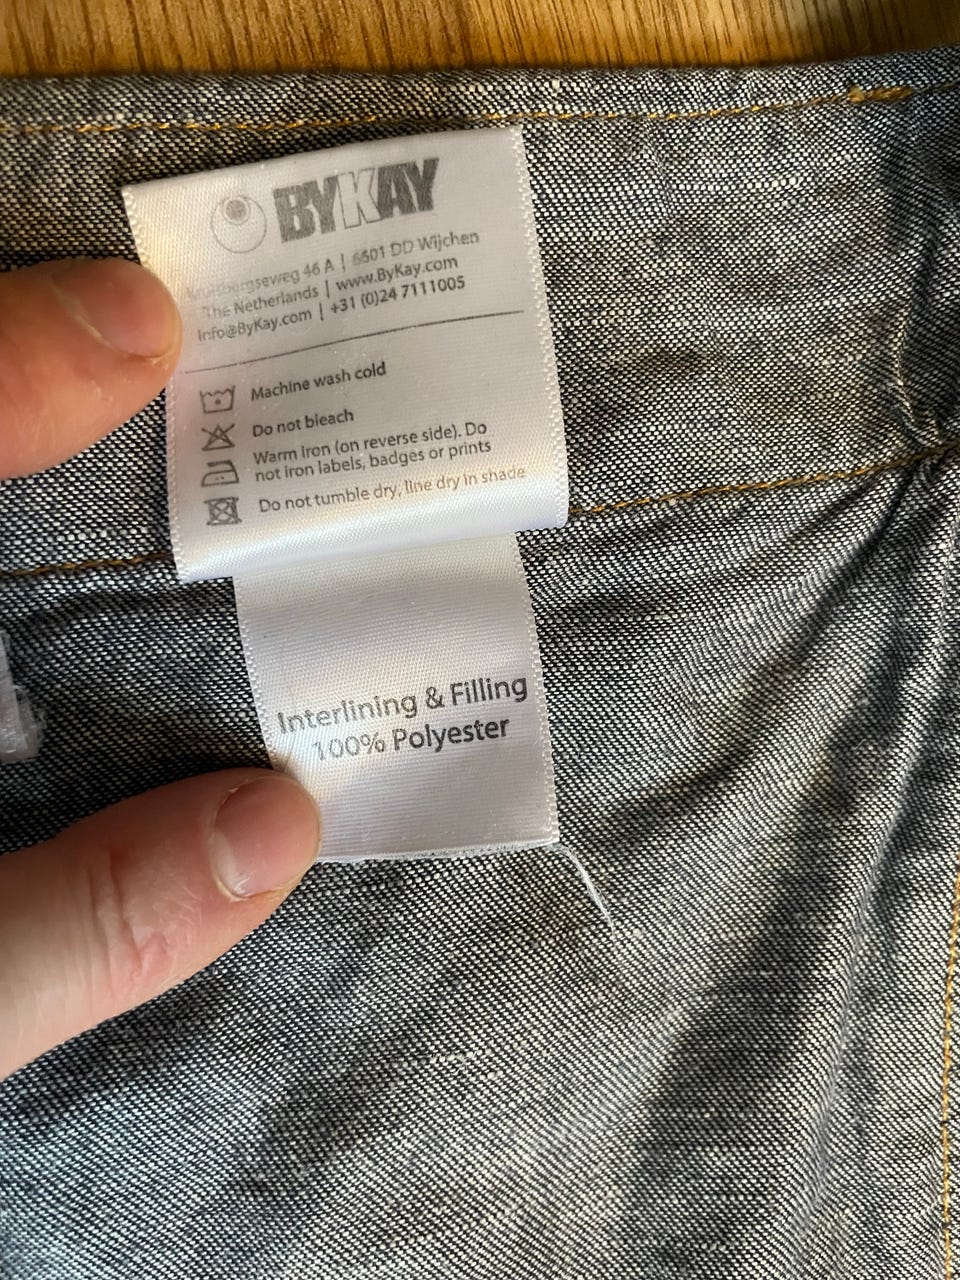 BYKAY
46 A | 6601 DD Wijchen
The Netherlands | www.ByKay.com
Info@ByKay.com | +31 (0)24 7111005
Machine wash cold
Do not bleach
Warm Iron (on reverse side). Do
not iron labels, badges or prints
Do not tumble dry, line dry in shade
Interlining & Filling
100% Polyester